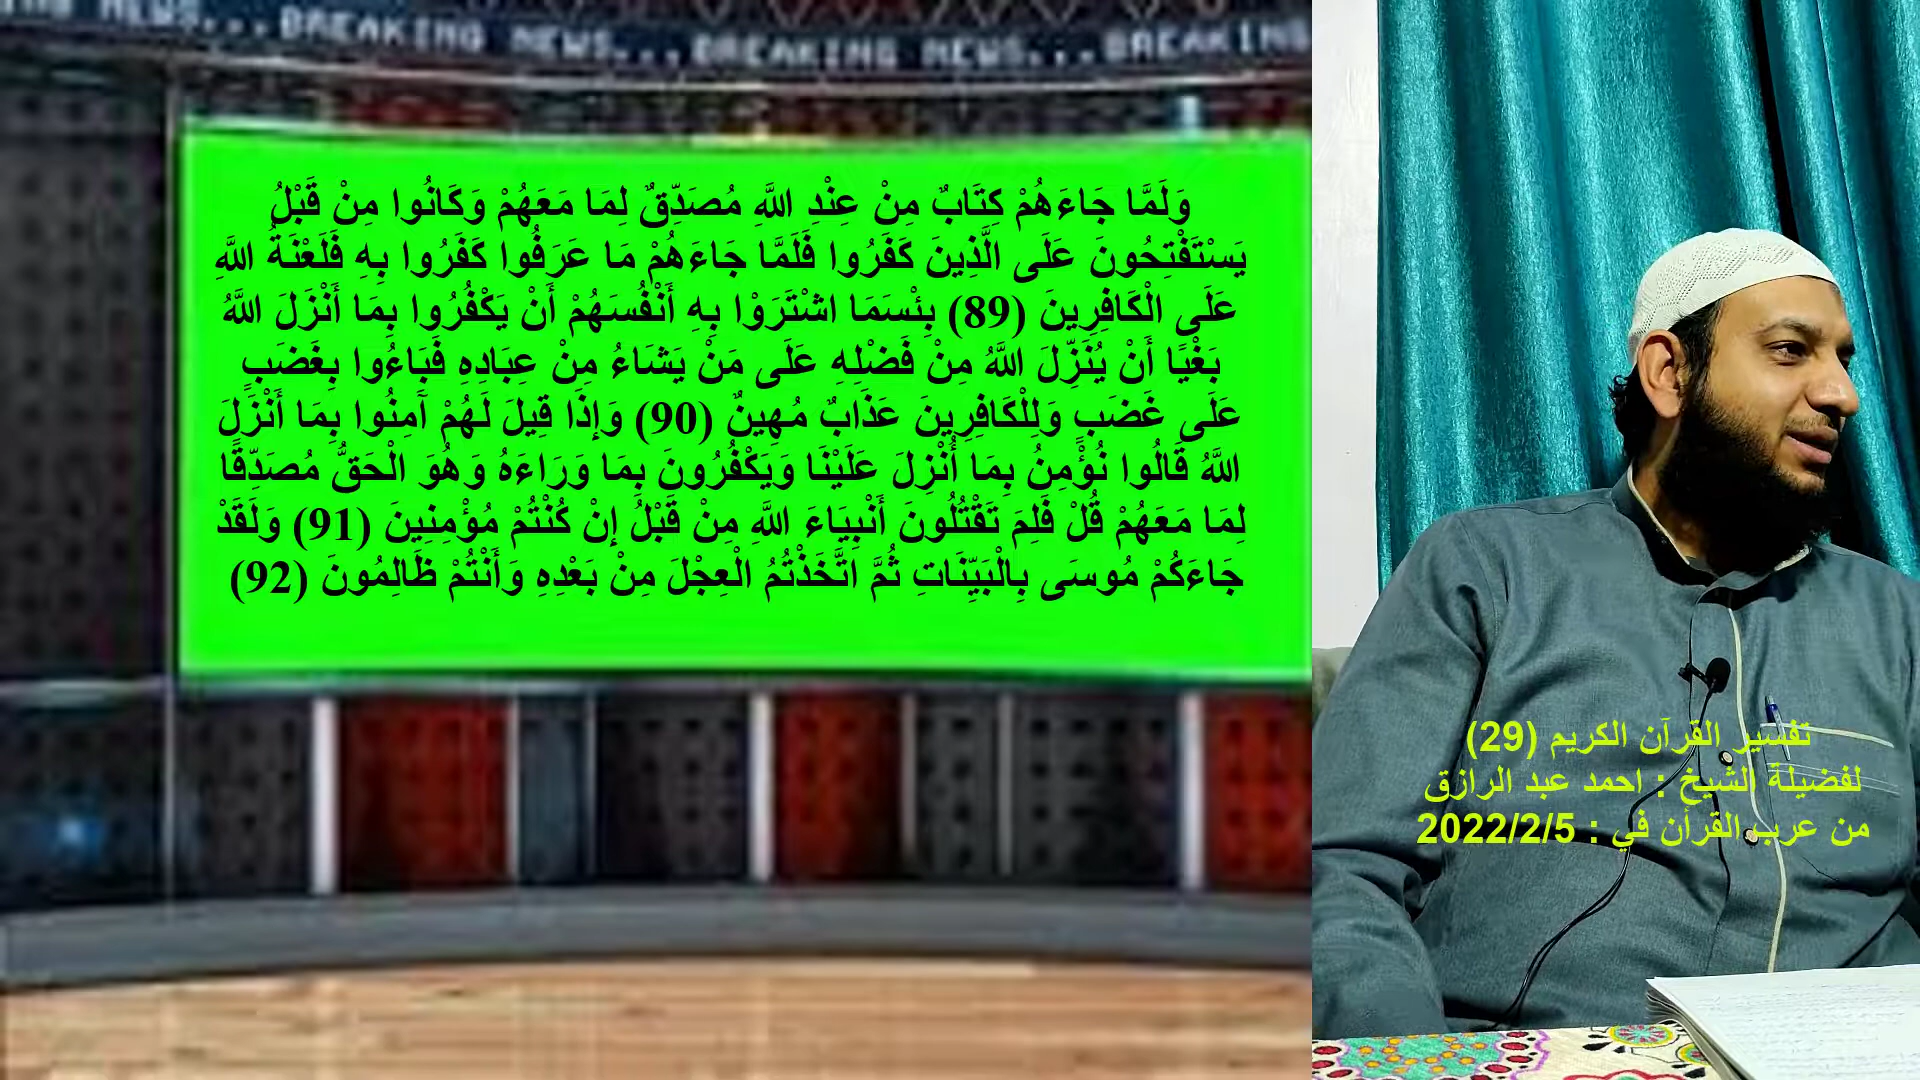 ING NEWS...BREAKING NEWS...BREAKING NEWS...BREAKING
وَلَمَّا جَاءَهُمْ كِتَابٌ مِنْ عِنْدِ اللَّهِ مُصَدِّقٌ لِمَا مَعَهُمْ وَكَانُوا مِنْ قَبْلُ
يَسْتَفْتِحُونَ عَلَى الَّذِينَ كَفَرُوا فَلَمَّا جَاءَهُمْ مَا عَرَفُوا كَفَرُوا بِهِ فَلَعْنَةُ اللَّهِ
عَلَى الْكَافِرِينَ (89) بِئْسَمَا اشْتَرَوْا بِهِ أَنْفُسَهُمْ أَنْ يَكْفُرُوا بِمَا أَنْزَلَ اللَّهُ
بَغْيًا أَنْ يُنَزِّلَ اللَّهُ مِنْ فَضْلِهِ عَلَى مَنْ يَشَاءُ مِنْ عِبَادِهِ فَبَاءُوا بِغَضَبٍ
عَلَى غَضَبٍ وَلِلْكَافِرِينَ عَذَابٌ مُهِينٌ (90) وَإِذَا قِيلَ لَهُمْ آمِنُوا بِمَا أَنْزَلَ
اللَّهُ قَالُوا نُؤْمِنُ بِمَا أُنْزِلَ عَلَيْنَا وَيَكْفُرُونَ بِمَا وَرَاءَهُ وَهُوَ الْحَقُّ مُصَدِّقًا
لِمَا مَعَهُمْ قُلْ فَلِمَ تَقْتُلُونَ أَنْبِيَاءَ اللَّهِ مِنْ قَبْلُ إِنْ كُنْتُمْ مُؤْمِنِينَ (91) وَلَقَدْ
جَاءَكُمْ مُوسَى بِالْبَيِّنَاتِ ثُمَّ اتَّخَذْتُمُ الْعِجْلَ مِنْ بَعْدِهِ وَأَنْتُمْ ظَالِمُونَ (92)
تفسير القرآن الكريم (29)
لفضيلة الشيخ : احمد عبد الرازق
من عرب القرآن في : 2022/2/5